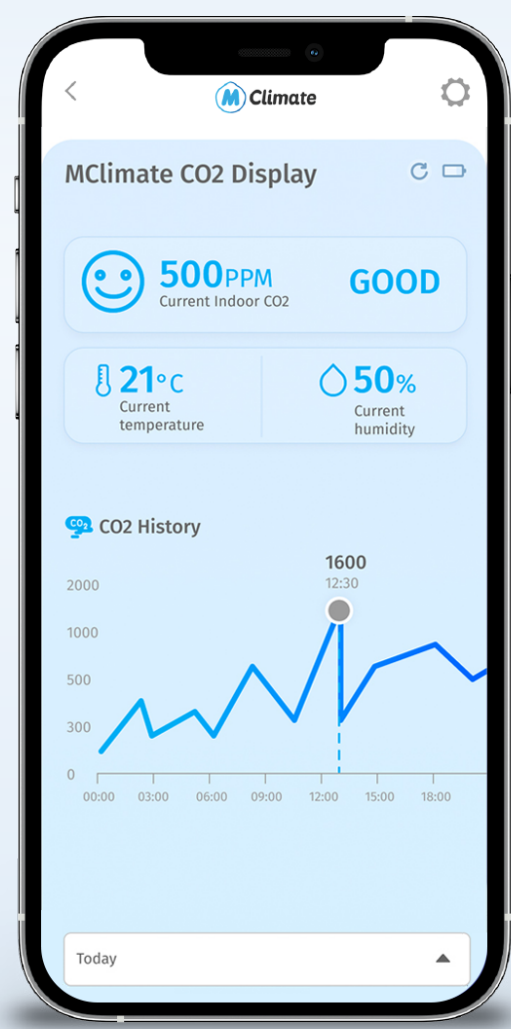 M Climate
MClimate CO2 Display
500PPM GOOD
Current Indoor CO2
21°C 50%
Current Current
temperature humidity
CO2 CO2 History
1600
12:30
2000
1000
500
300
0
00:00 03:00 06:00 09:00 12:00 15:00 18:00
Today